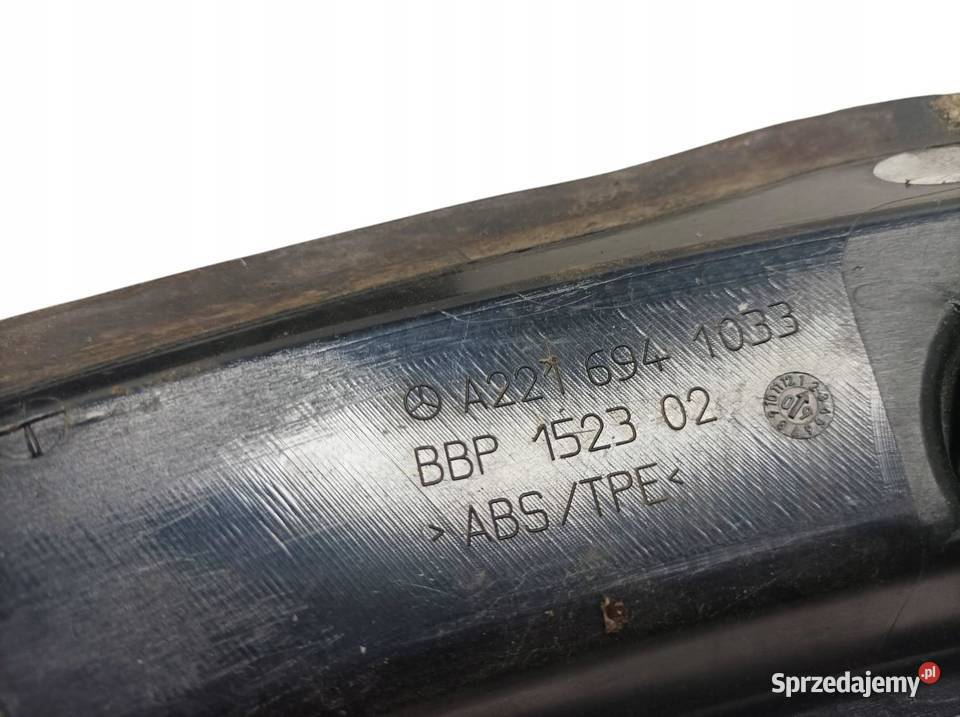 A221 694 1033
BBP 1523 02
>ABS/TPE<
Sprzedajemy.pl